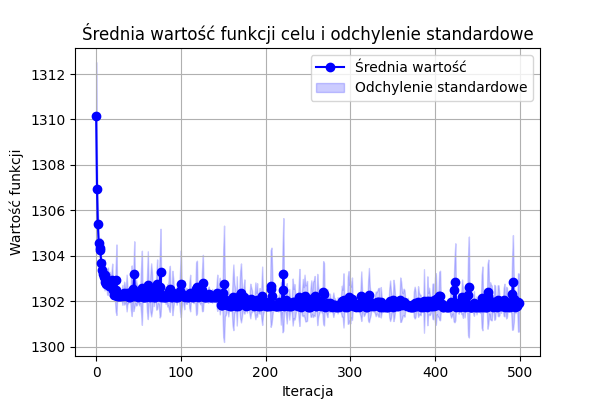 Średnia wartość funkcji celu i odchylenie standardowe
Średnia wartość
Odchylenie standardowe
Wartość funkcji
1312
1310
1308
1306
1304
1302
1300
0 100 200 300 400 500
Iteracja